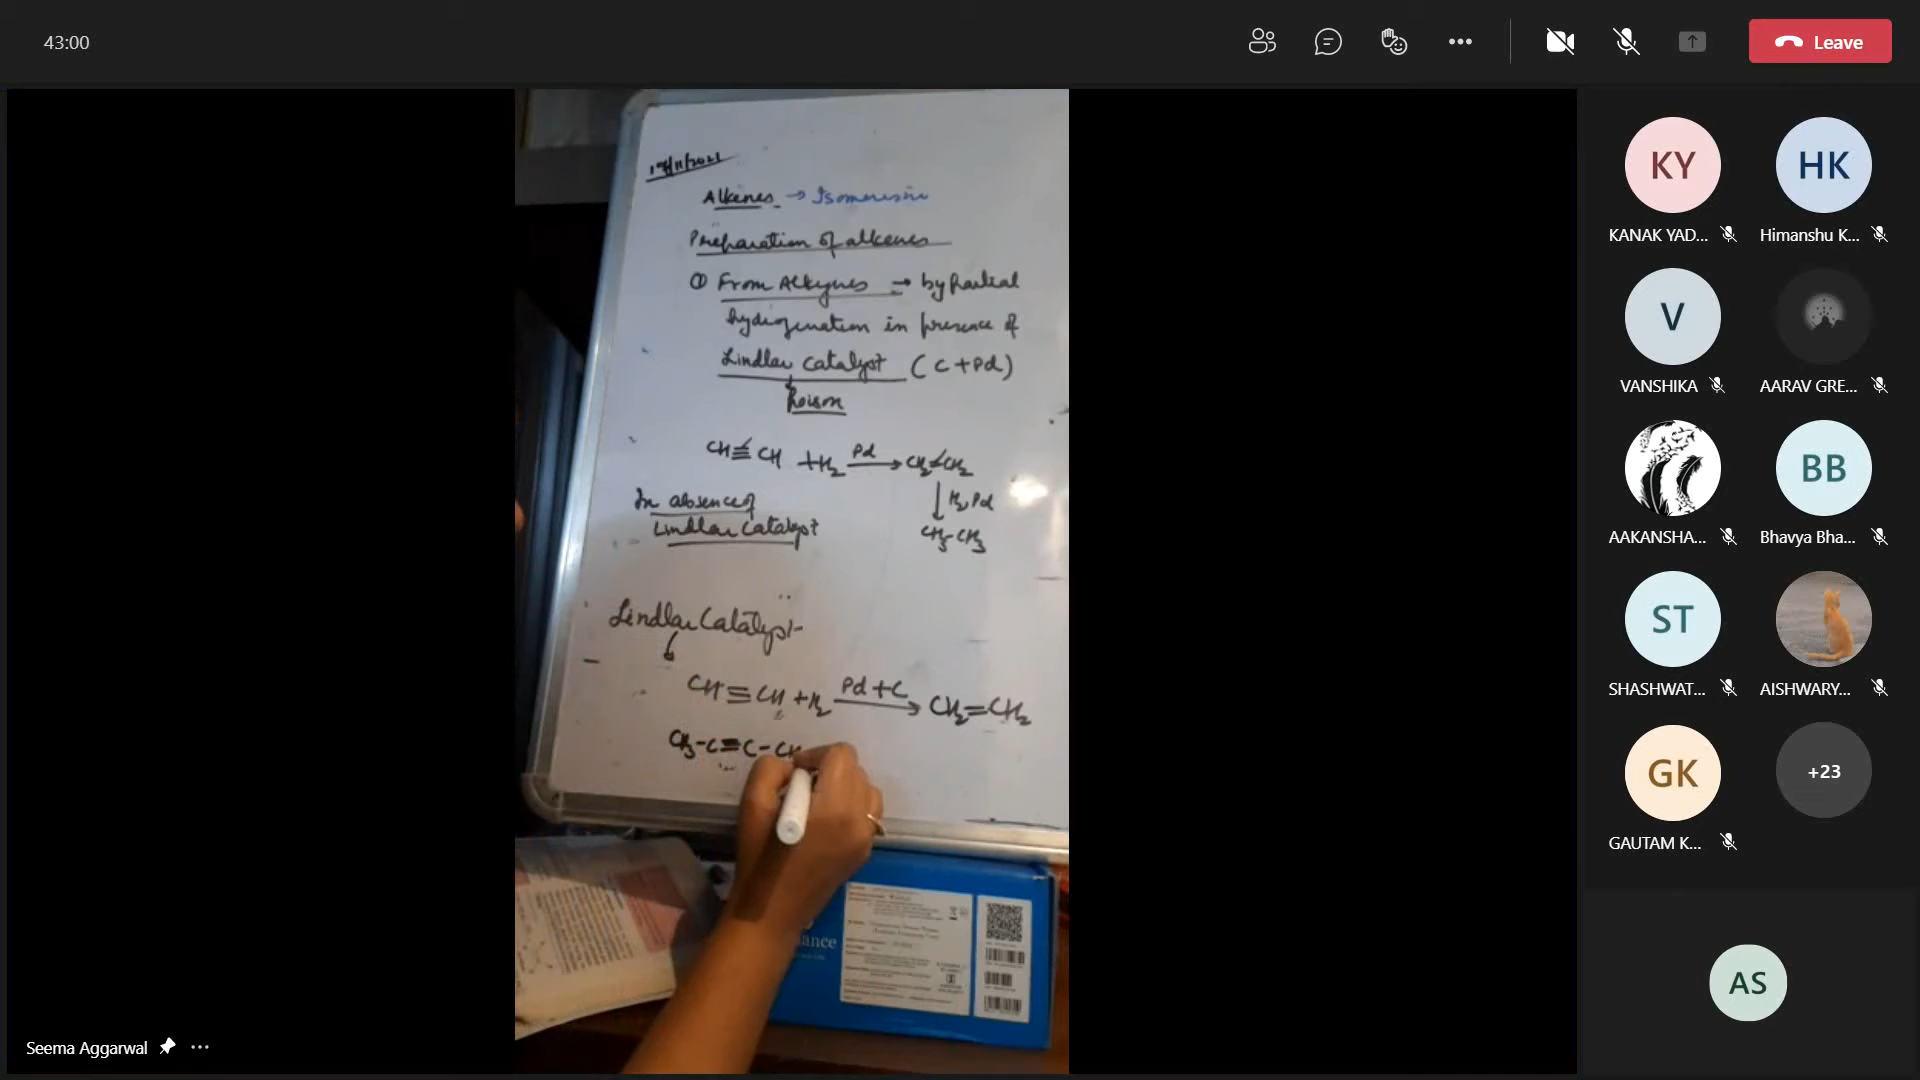 43:00
Leave
Alkenes → Isomerism
Preparation of alkenes
① From Alkynes → by partial
hydrogenation in presence of
Lindlar catalyst (C + Pd)
Poison
CH≡CH + H₂ —Pd→ CH₂=CH₂
↓ H₂, Pd
CH₃-CH₃
In absence of
Lindlar Catalyst
Lindlar Catalyst-
CH≡CH + H₂ —Pd+C→ CH₂=CH₂
CH₃-C≡C-CH
KY
HK
KANAK YAD...
Himanshu K...
V
VANSHIKA
AARAV GRE...
BB
AAKANSHA...
Bhavya Bha...
ST
SHASHWAT...
AISHWARY...
GK
+23
GAUTAM K...
AS
Seema Aggarwal